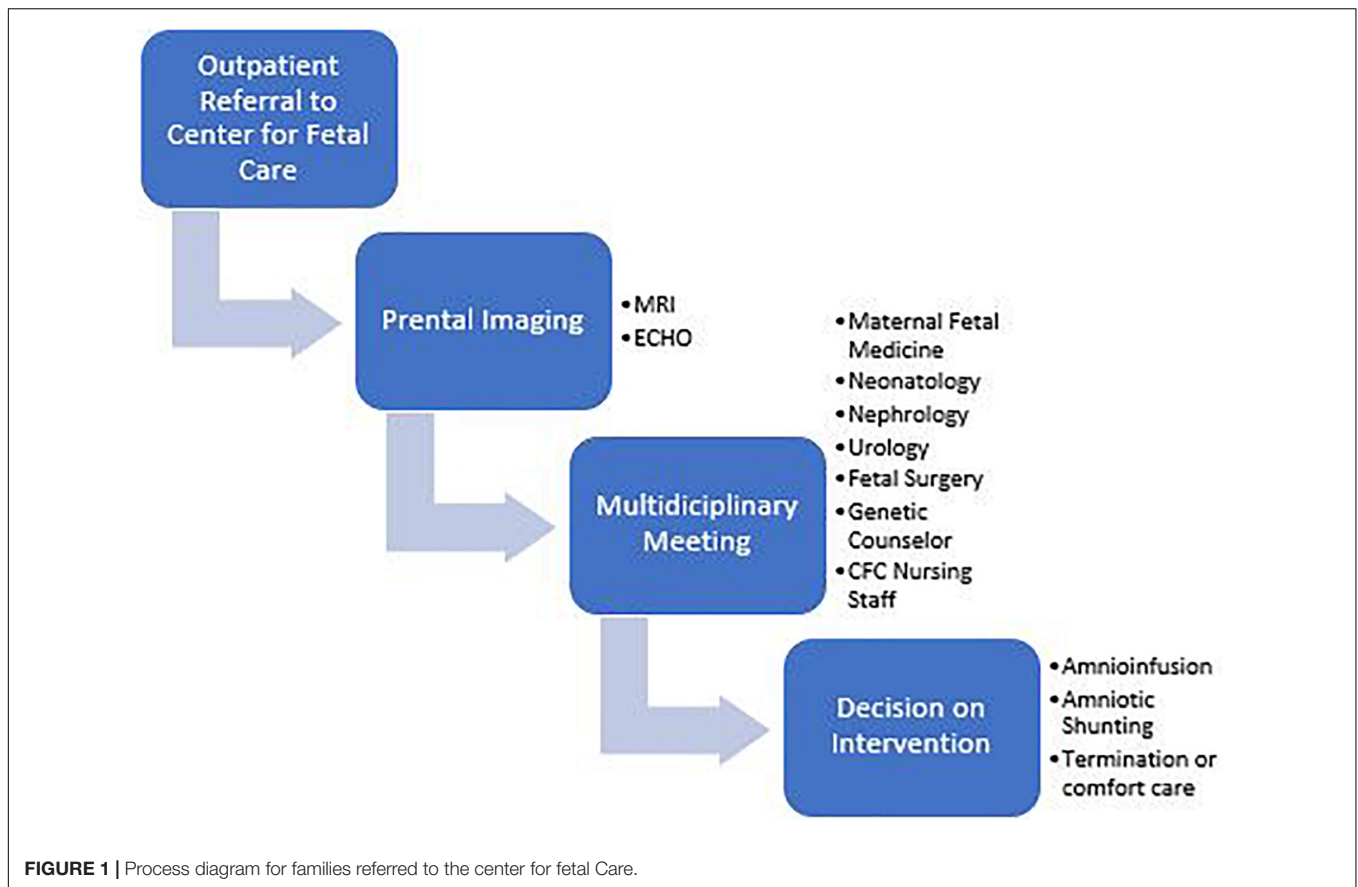 Outpatient
Referral to
Center for Fetal
Care
Prental Imaging
•MRI
•ECHO
Multidiciplinary
Meeting
•Maternal Fetal
Medicine
•Neonatology
•Nephrology
•Urology
•Fetal Surgery
•Genetic
Counselor
•CFC Nursing
Staff
Decision on
Intervention
•Amnioinfusion
•Amniotic
Shunting
•Termination or
comfort care
FIGURE 1 | Process diagram for families referred to the center for fetal Care.